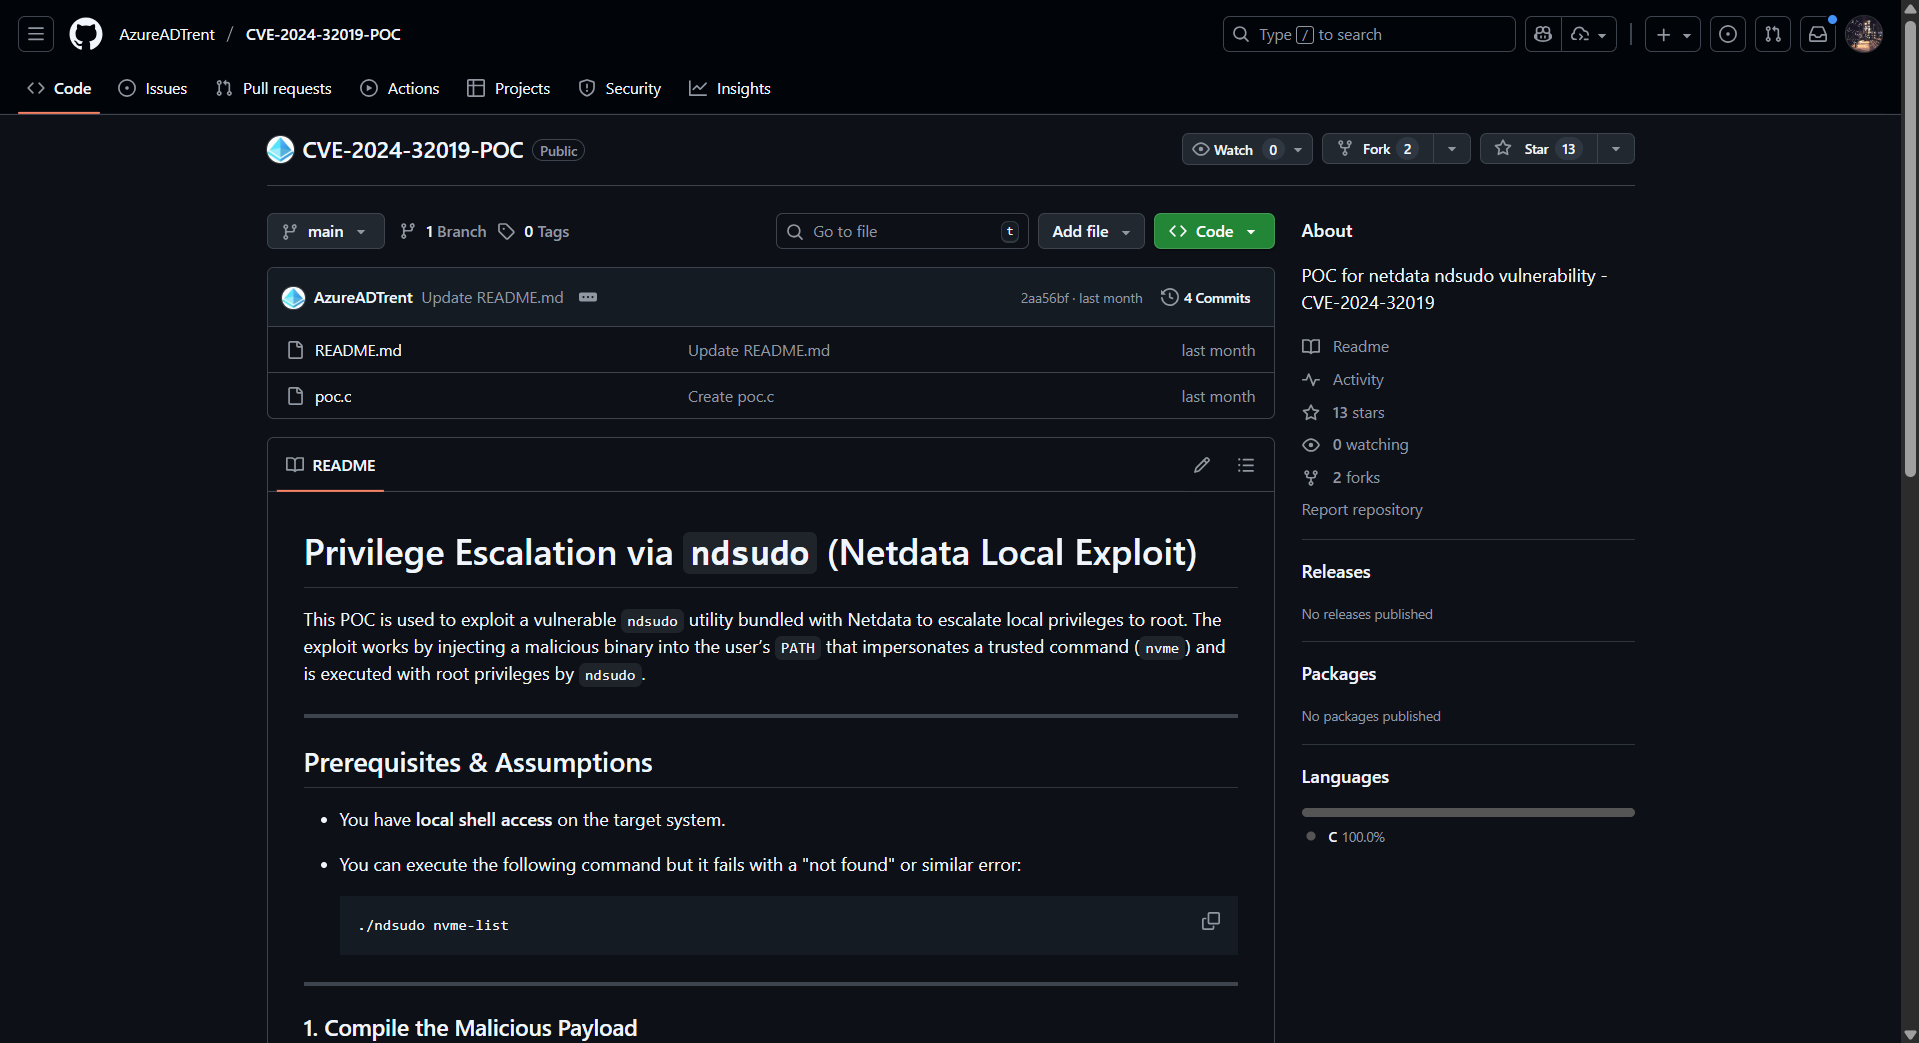 AzureADTrent / CVE-2024-32019-POC
Type / to search
Code
Issues
Pull requests
Actions
Projects
Security
Insights
CVE-2024-32019-POC Public
Watch 0
Fork 2
Star 13
main
1 Branch
0 Tags
Go to file t
Add file
Code
AzureADTrent Update README.md
2aa56bf · last month
4 Commits
README.md Update README.md last month
poc.c Create poc.c last month
README
Privilege Escalation via ndsudo (Netdata Local Exploit)
This POC is used to exploit a vulnerable ndsudo utility bundled with Netdata to escalate local privileges to root. The
exploit works by injecting a malicious binary into the user’s PATH that impersonates a trusted command (nvme) and
is executed with root privileges by ndsudo.
Prerequisites & Assumptions
• You have local shell access on the target system.
• You can execute the following command but it fails with a "not found" or similar error:
./ndsudo nvme-list
1. Compile the Malicious Payload
About
POC for netdata ndsudo vulnerability -
CVE-2024-32019
Readme
Activity
13 stars
0 watching
2 forks
Report repository
Releases
No releases published
Packages
No packages published
Languages
C 100.0%